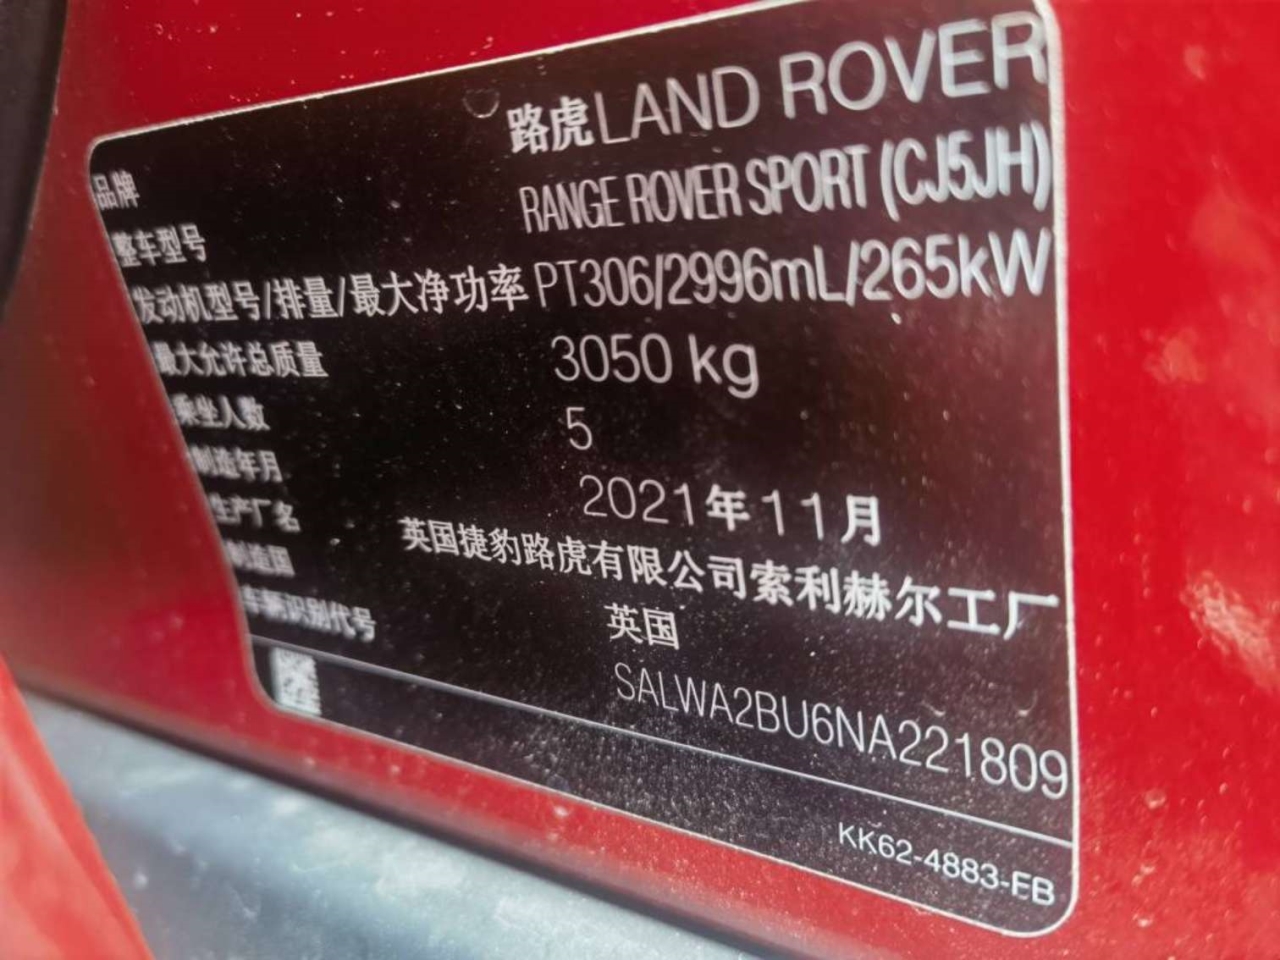 品牌 路虎LAND ROVER
整车型号 RANGE ROVER SPORT (CJ5JH)
发动机型号/排量/最大净功率 PT306/2996mL/265kW
最大允许总质量 3050 kg
乘坐人数 5
制造年月 2021年11月
生产厂名 英国捷豹路虎有限公司索利赫尔工厂
制造国 英国
车辆识别代号 SALWA2BU6NA221809
KK62-4883-EB